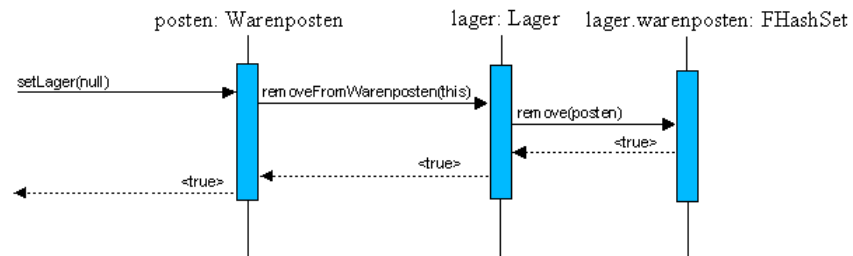 posten: Warenposten
lager: Lager
lager.warenposten: FHashSet
setLager(null)
removeFromWarenposten(this)
remove(posten)
<true>
<true>
<true>